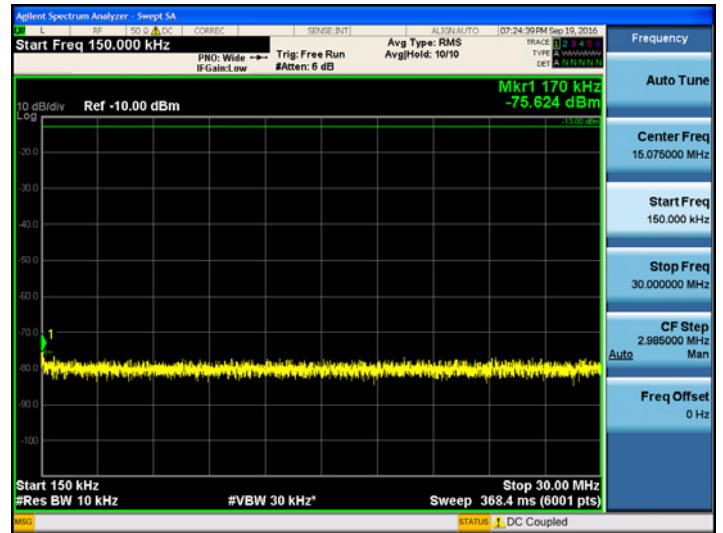 Agilent Spectrum Analyzer - Swept SA
L RF 50 Ω DC CORREC SENSE:INT ALIGNAUTO 07:24:39 PM Sep 19, 2016
Start Freq 150.000 kHz
PNO: Wide
IFGain:Low
Trig: Free Run
#Atten: 6 dB
Avg Type: RMS
Avg|Hold: 10/10
TRACE 1 2 3 4 5 6
TYPE A WWWWW
DET A N N N N N
Mkr1 170 kHz
-75.624 dBm
10 dB/div Ref -10.00 dBm
Log
-13.00 dBm
-20.0
-30.0
-40.0
-50.0
-60.0
-70.0
1
-80.0
-90.0
-100
Start 150 kHz Stop 30.00 MHz
#Res BW 10 kHz #VBW 30 kHz* Sweep 368.4 ms (6001 pts)
MSG STATUS DC Coupled
Frequency
Auto Tune
Center Freq
15.075000 MHz
Start Freq
150.000 kHz
Stop Freq
30.000000 MHz
CF Step
2.985000 MHz
Auto Man
Freq Offset
0 Hz